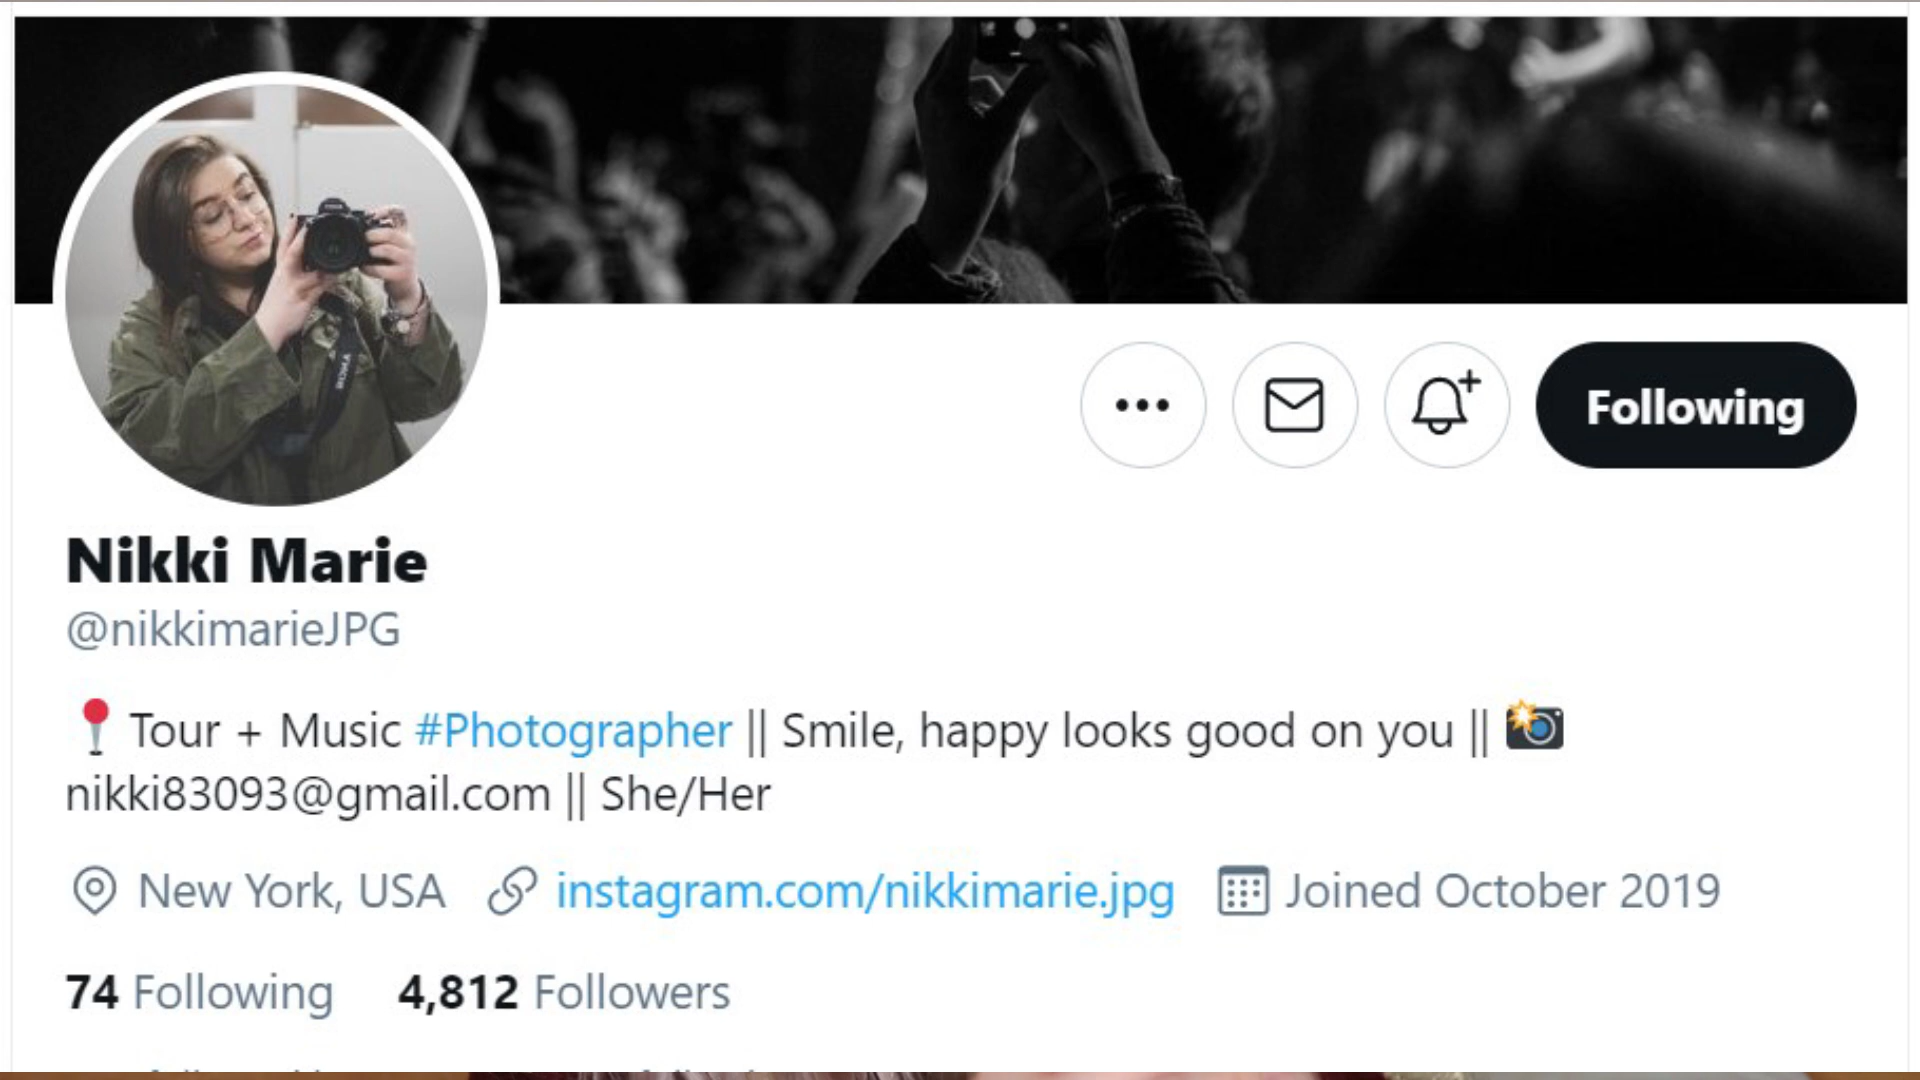 Following
Nikki Marie
@nikkimarieJPG
Tour + Music #Photographer || Smile, happy looks good on you ||
nikki83093@gmail.com || She/Her
New York, USA instagram.com/nikkimarie.jpg Joined October 2019
74 Following 4,812 Followers